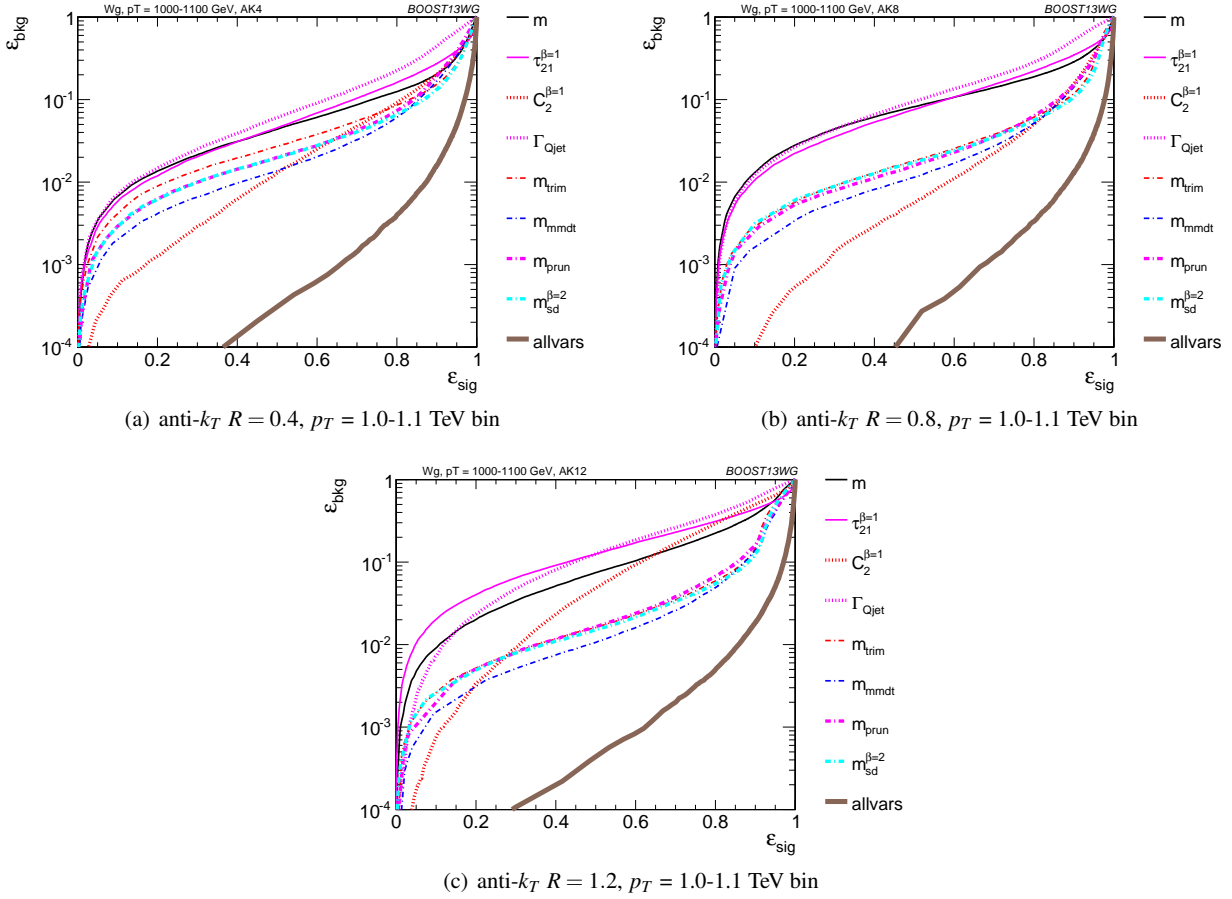 Wg, pT = 1000-1100 GeV, AK4 BOOST13WG
ε_bkg
1
10⁻¹
10⁻²
10⁻³
10⁻⁴
0 0.2 0.4 0.6 0.8 1
ε_sig
m
τ₂₁^β=1
C₂^β=1
Γ_Qjet
m_trim
m_mmdt
m_prun
m_sd^β=2
allvars
(a) anti-k_T R = 0.4, p_T = 1.0-1.1 TeV bin
Wg, pT = 1000-1100 GeV, AK8 BOOST13WG
ε_bkg
1
10⁻¹
10⁻²
10⁻³
10⁻⁴
0 0.2 0.4 0.6 0.8 1
ε_sig
m
τ₂₁^β=1
C₂^β=1
Γ_Qjet
m_trim
m_mmdt
m_prun
m_sd^β=2
allvars
(b) anti-k_T R = 0.8, p_T = 1.0-1.1 TeV bin
Wg, pT = 1000-1100 GeV, AK12 BOOST13WG
ε_bkg
1
10⁻¹
10⁻²
10⁻³
10⁻⁴
0 0.2 0.4 0.6 0.8 1
ε_sig
m
τ₂₁^β=1
C₂^β=1
Γ_Qjet
m_trim
m_mmdt
m_prun
m_sd^β=2
allvars
(c) anti-k_T R = 1.2, p_T = 1.0-1.1 TeV bin